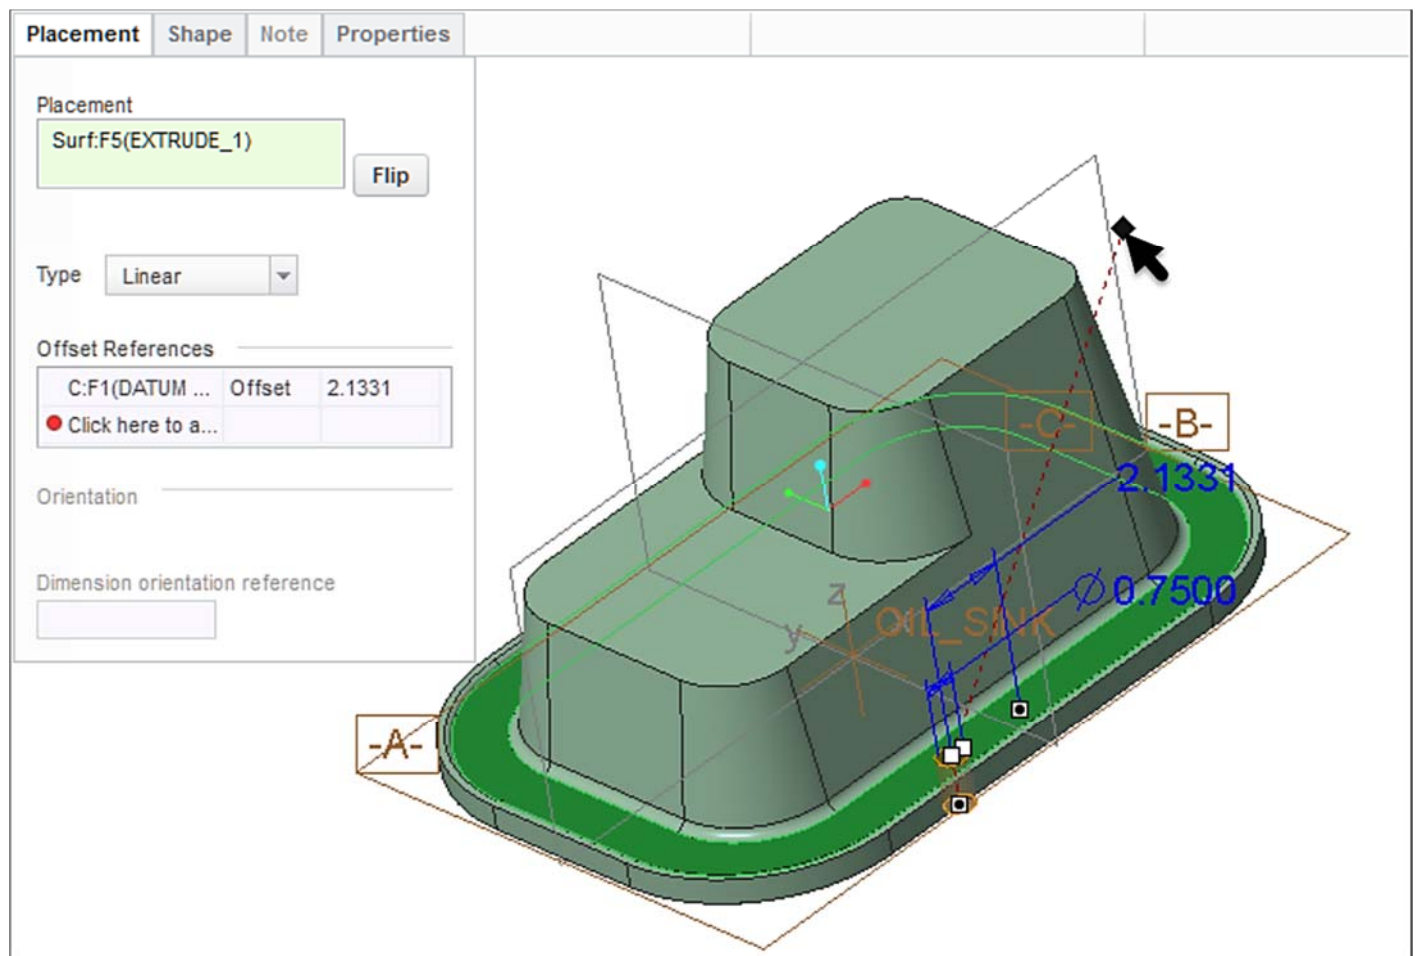 Placement Shape Note Properties
Placement
Surf:F5(EXTRUDE_1)
Flip
Type Linear
Offset References
C:F1(DATUM ... Offset 2.1331
Click here to a...
Orientation
Dimension orientation reference
-C-
-B-
2.1331
Ø 0.7500
z
OIL_SINK
y
-A-